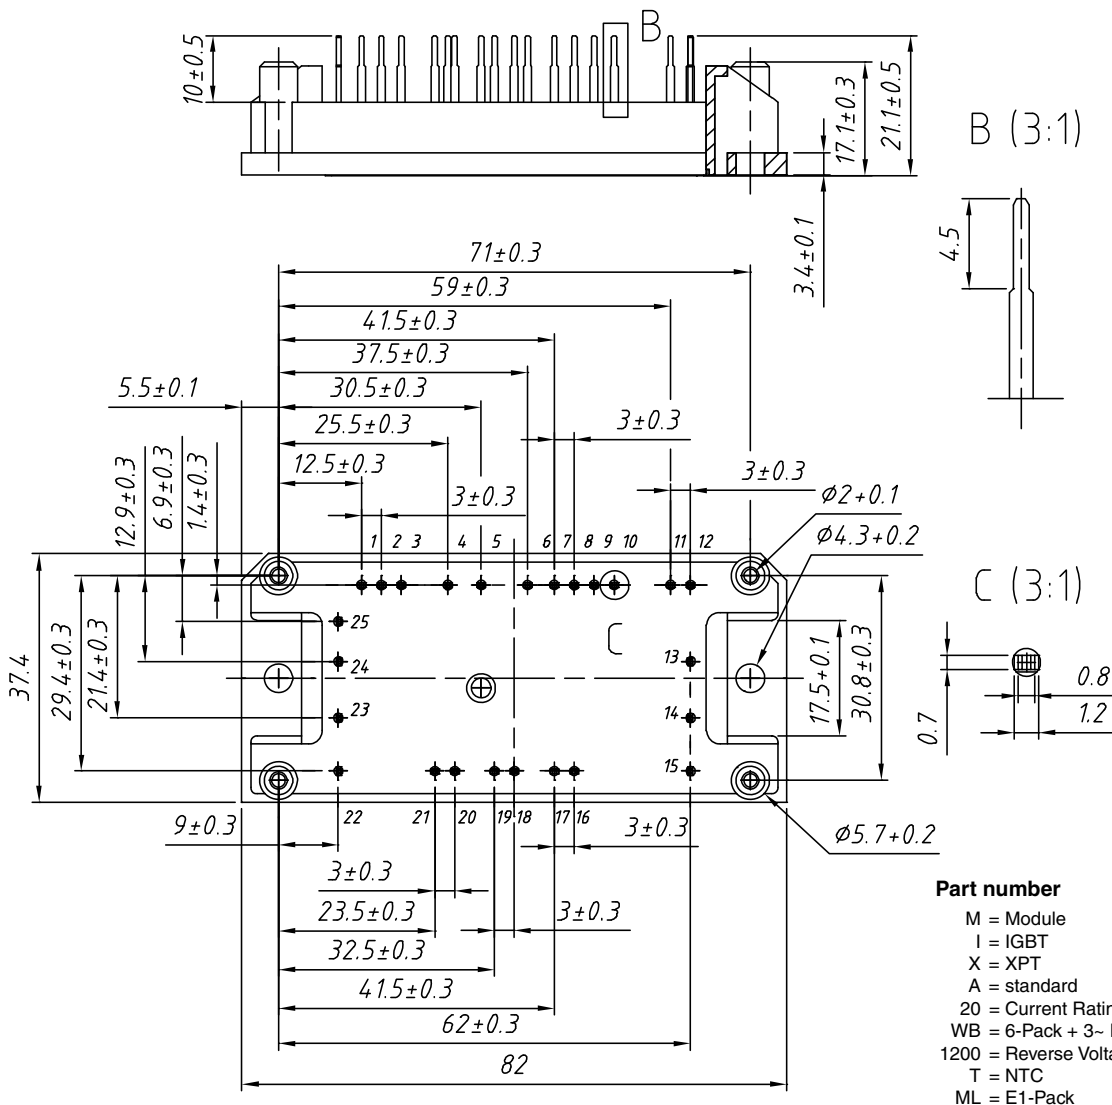 B
10±0.5
17.1±0.3
21.1±0.5
3.4±0.1
B (3:1)
4.5
71±0.3
59±0.3
41.5±0.3
37.5±0.3
5.5±0.1
30.5±0.3
25.5±0.3
3±0.3
12.5±0.3
3±0.3
3±0.3
12.9±0.3
6.9±0.3
1.4±0.3
Φ2+0.1
Φ4.3+0.2
1 2 3 4 5 6 7 8 9 10 11 12
C
C (3:1)
25
24
13
23
14
15
37.4
29.4±0.3
21.4±0.3
17.5+0.1
30.8±0.3
0.7
0.8
1.2
22 21 20 19 18 17 16
9±0.3
3±0.3
Φ5.7+0.2
3±0.3
23.5±0.3
3±0.3
32.5±0.3
41.5±0.3
62±0.3
82
Part number
M = Module
I = IGBT
X = XPT
A = standard
20 = Current
WB = 6-Pack + 3~
1200 = Reverse
T = NTC
ML = E1-Pack